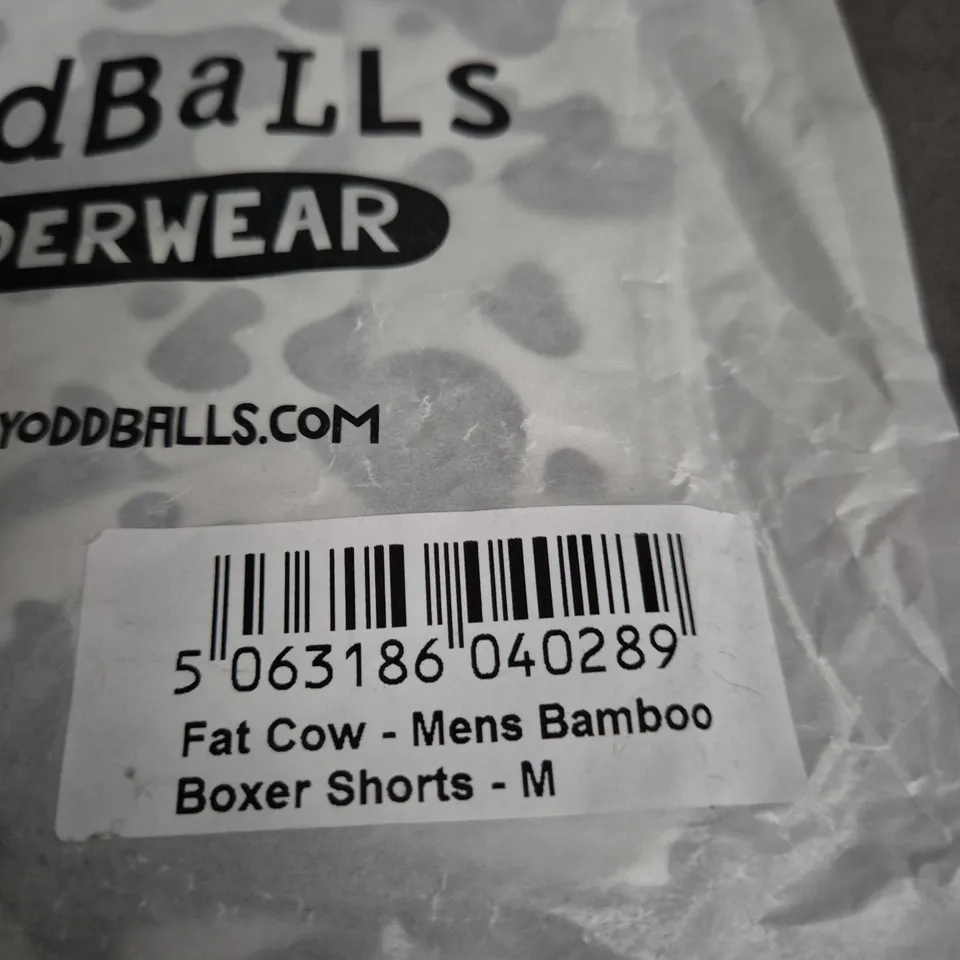 dBaLLs
DERWEAR
YODDBALLS.COM
5 063186 040289
Fat Cow - Mens Bamboo
Boxer Shorts - M